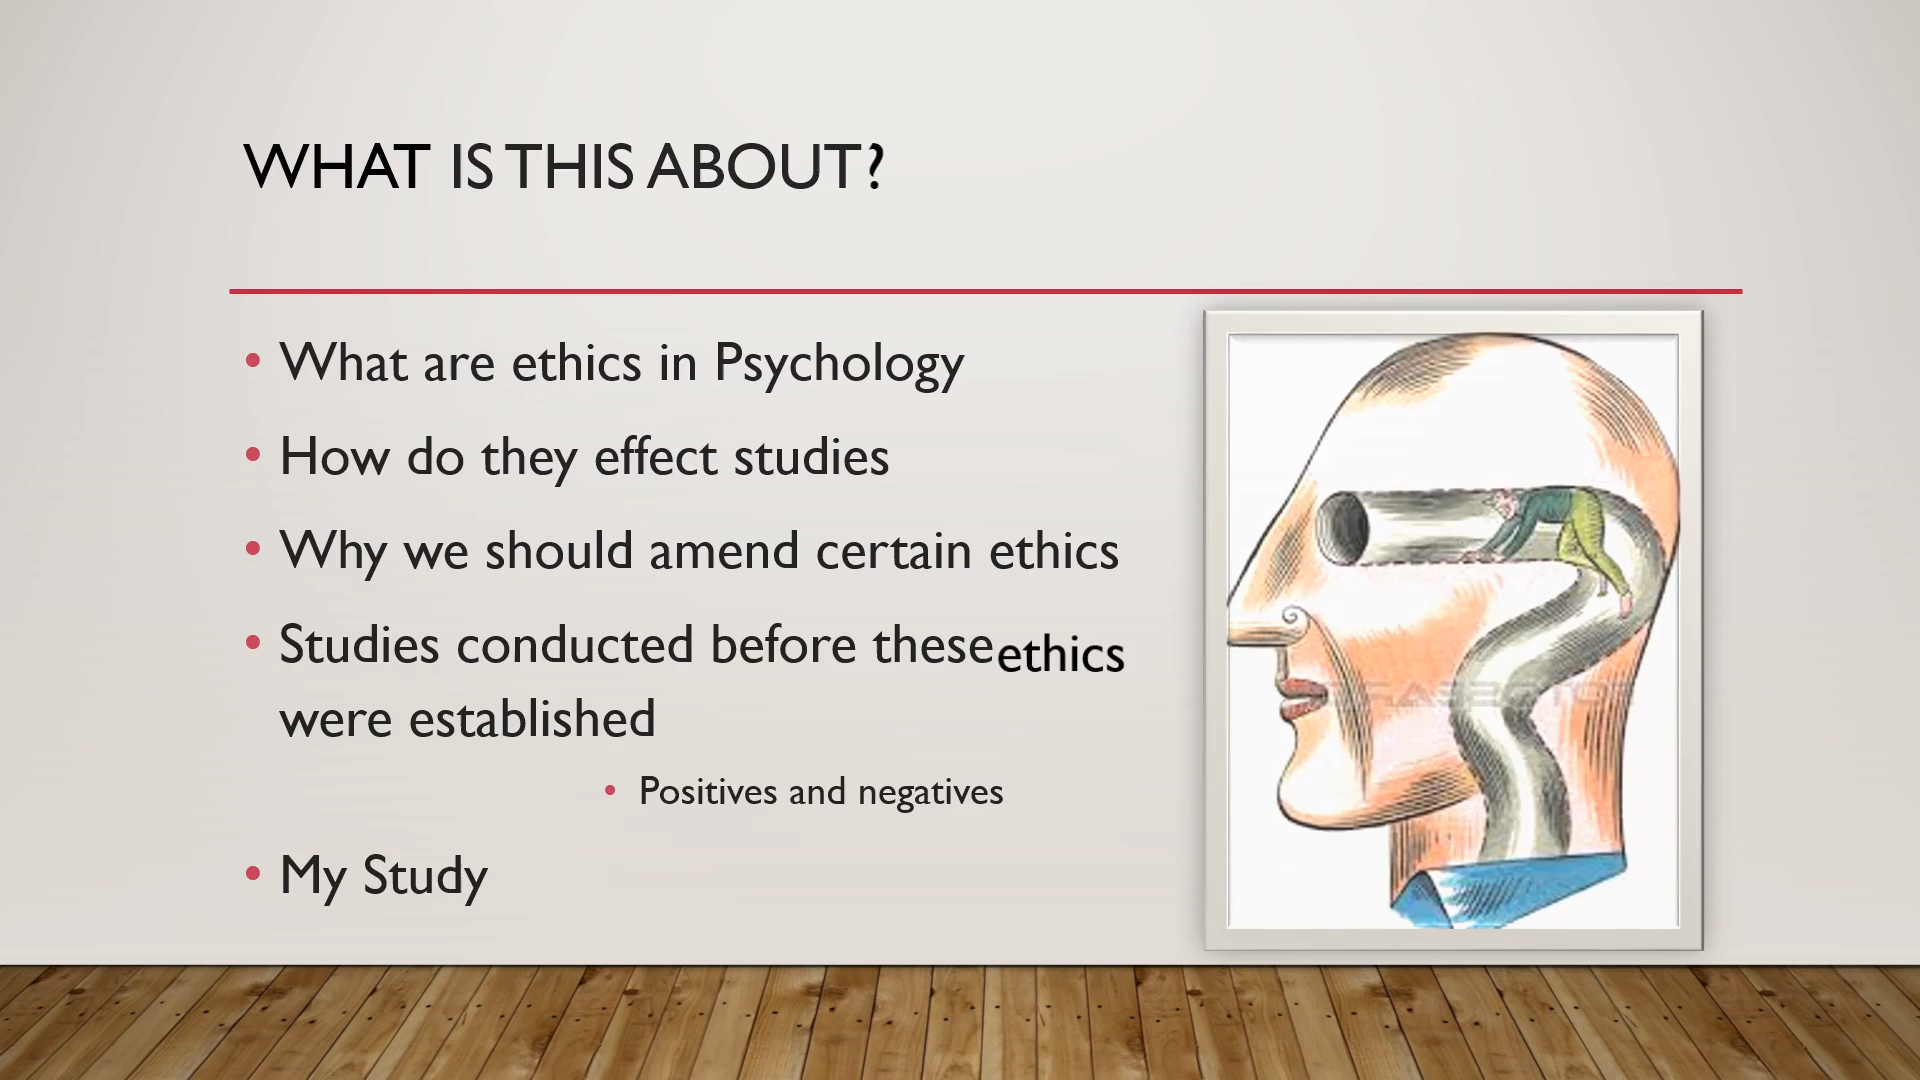 WHAT IS THIS ABOUT?
• What are ethics in Psychology
• How do they effect studies
• Why we should amend certain ethics
• Studies conducted before these ethics
were established
• Positives and negatives
• My Study